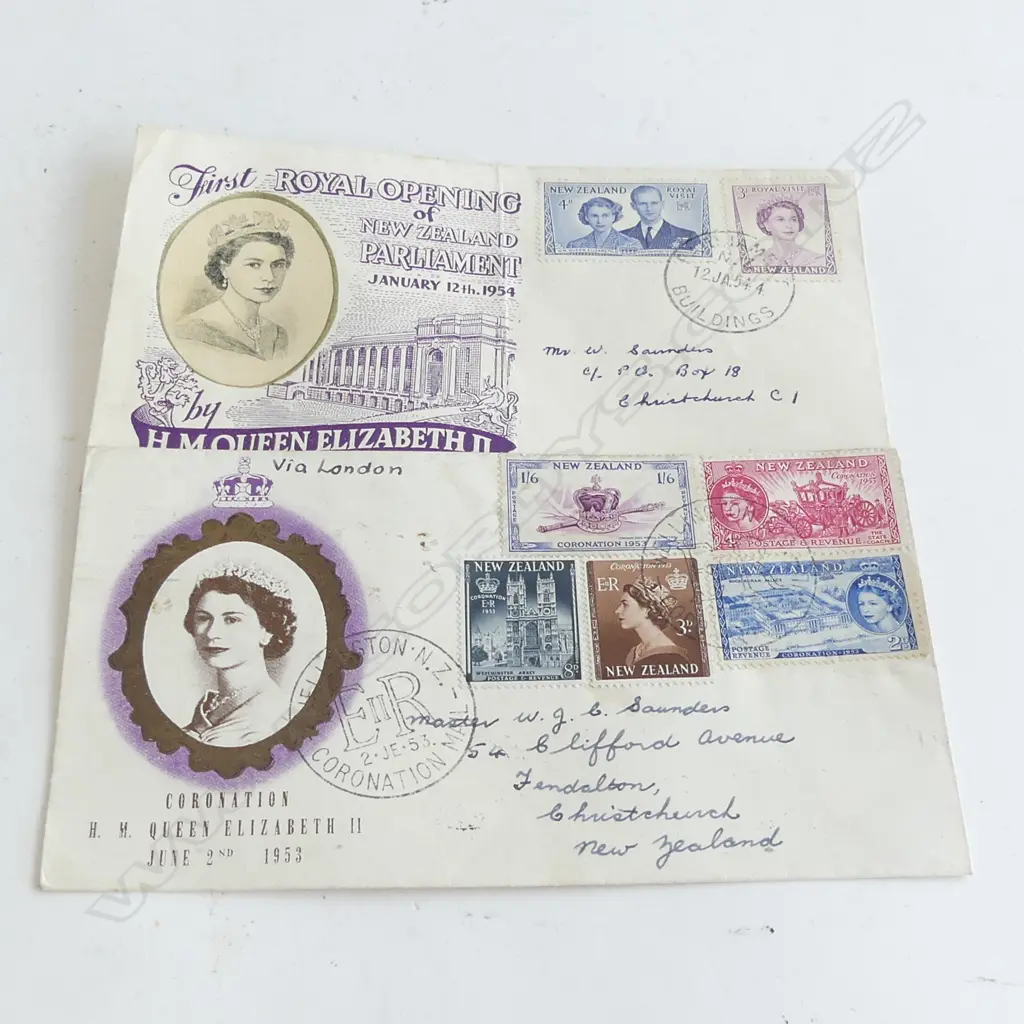 First ROYAL OPENING
of
NEW ZEALAND
PARLIAMENT
JANUARY 12th. 1954
by
H.M QUEEN ELIZABETH II
NEW ZEALAND
ROYAL
VISIT
4D
3D
ROYAL VISIT
NEW ZEALAND
12 JA. 54. 4
BUILDINGS
Mr W. Saunders
c/- P.O. Box 18
Christchurch C1
Via London
NEW ZEALAND
1/6 1/6
POSTAGE
CORONATION 1953
NEW ZEALAND
CORONATION
1953
4D
THE
STATE
COACH
POSTAGE & REVENUE
NEW ZEALAND
CORONATION
E R
1953
WESTMINSTER ABBEY
8D
POSTAGE & REVENUE
CORONATION 1953
E R
3D
NEW ZEALAND
NEW ZEALAND
BUCKINGHAM PALACE
POSTAGE
REVENUE
2D
CORONATION 1953
WELLINGTON · N.Z.
E II R
2 · JE · 53
CORONATION MAIL
Master W. J. C. Saunders
54 Clifford Avenue
Fendalton,
Christchurch
New Zealand
CORONATION
H. M. QUEEN ELIZABETH II
JUNE 2ND 1953